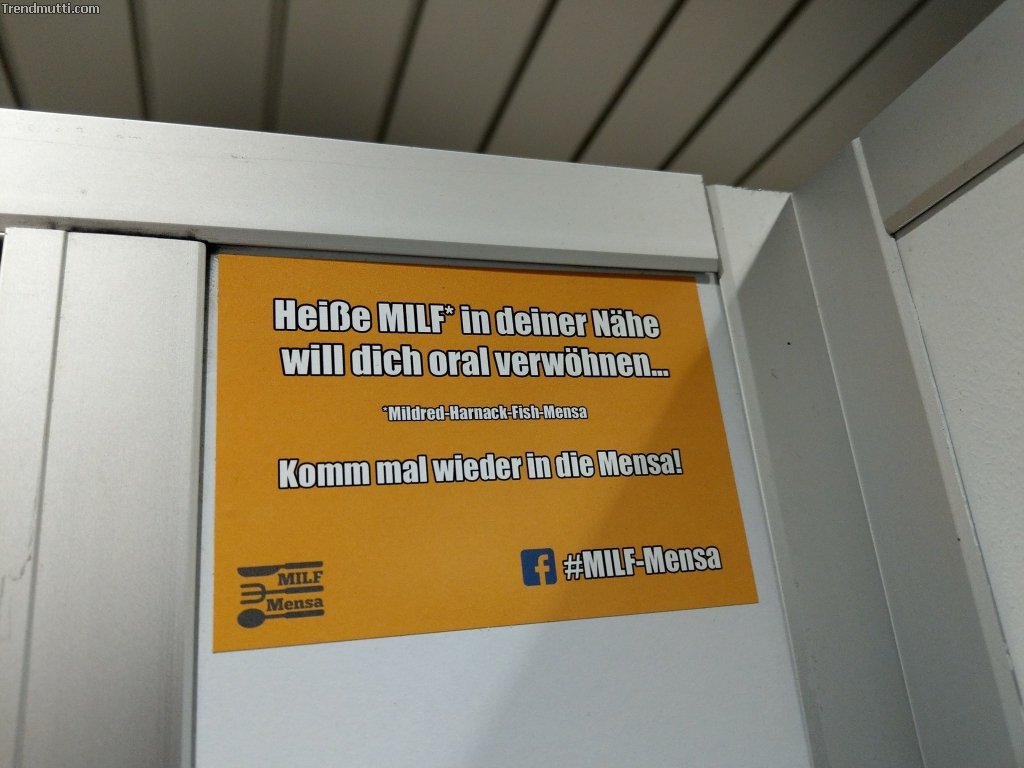 Trendmutti.com
Heiße MILF* in deiner Nähe
will dich oral verwöhnen...
*Mildred-Harnack-Fish-Mensa
Komm mal wieder in die Mensa!
MILF
Mensa
#MILF-Mensa